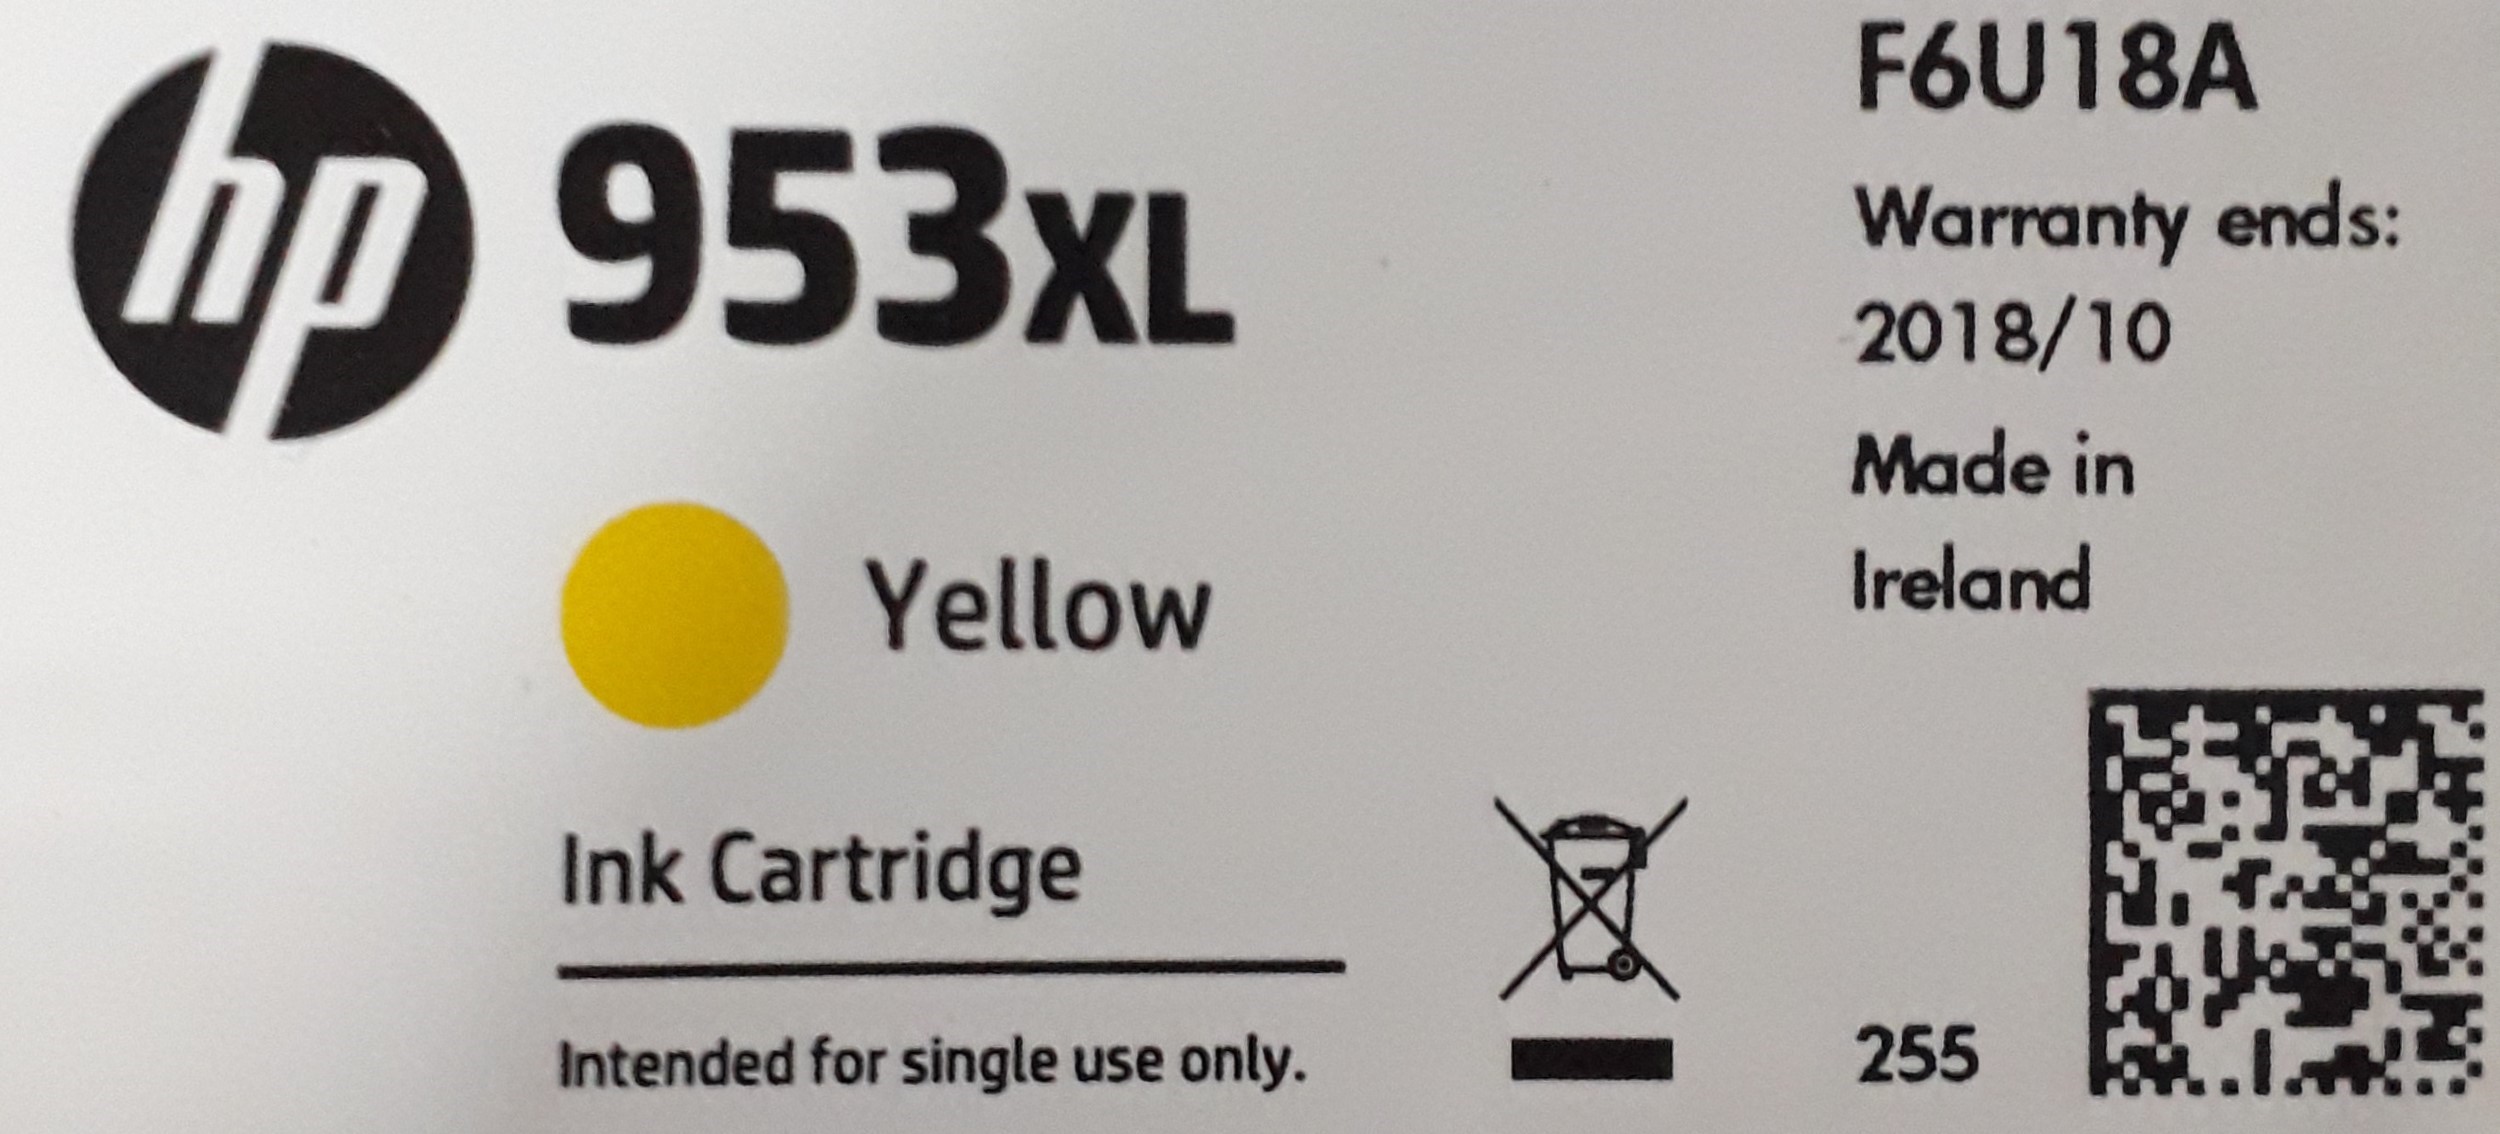 hp
953XL
Yellow
Ink Cartridge
Intended for single use only.
F6U18A
Warranty ends:
2018/10
Made in
Ireland
255